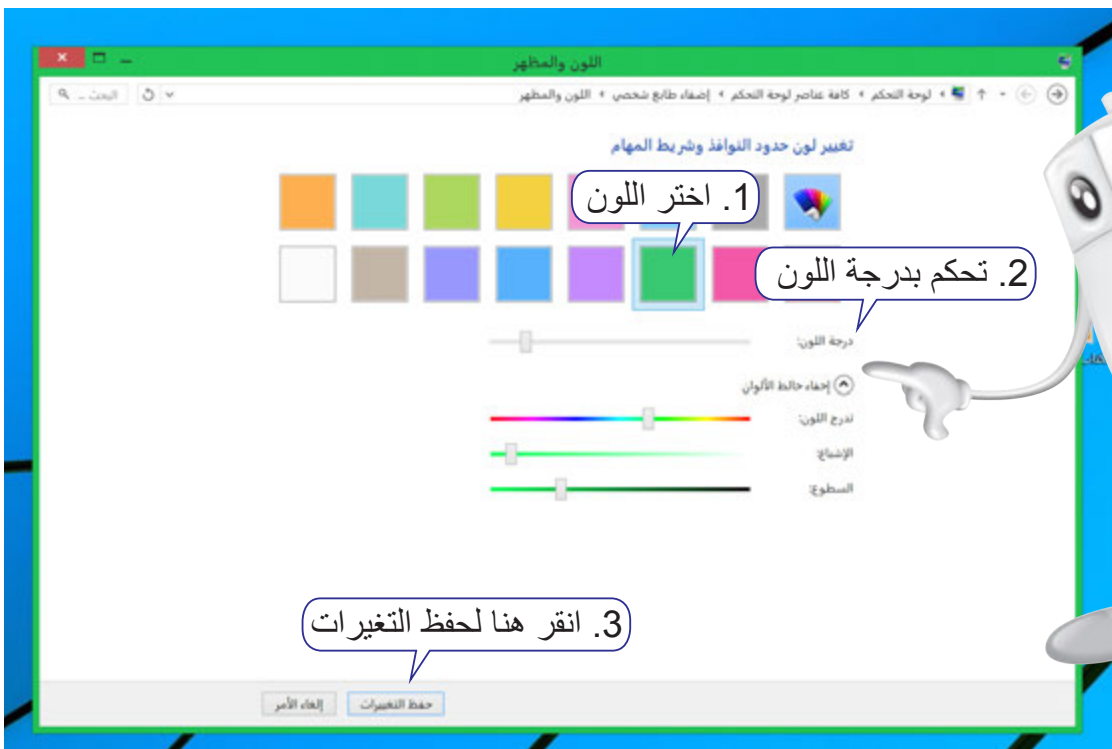 اللون والمظهر
لوحة التحكم ‏ كافة عناصر لوحة التحكم ‏ إضفاء طابع شخصي ‏ اللون والمظهر
البحث ...
تغيير لون حدود النوافذ وشريط المهام
1. اختر اللون
2. تحكم بدرجة اللون
درجة اللون:
إخفاء خالط الألوان
تدرج اللون:
الإشباع:
السطوع:
3. انقر هنا لحفظ التغيرات
حفظ التغييرات
إلغاء الأمر